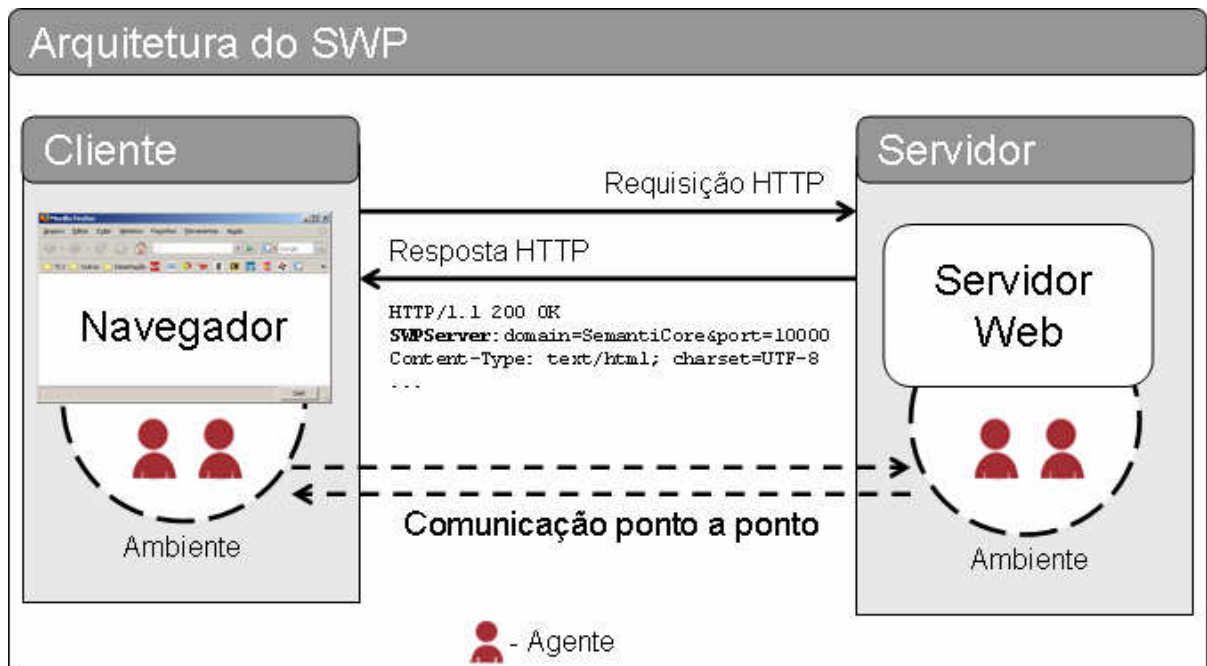 Arquitetura do SWP
Cliente
Servidor
Requisição HTTP
Resposta HTTP
HTTP/1.1 200 OK
SWPServer:domain=SemantiCore&port=10000
Content-Type: text/html; charset=UTF-8
...
Navegador
Servidor
Web
Comunicação ponto a ponto
Ambiente
Ambiente
- Agente